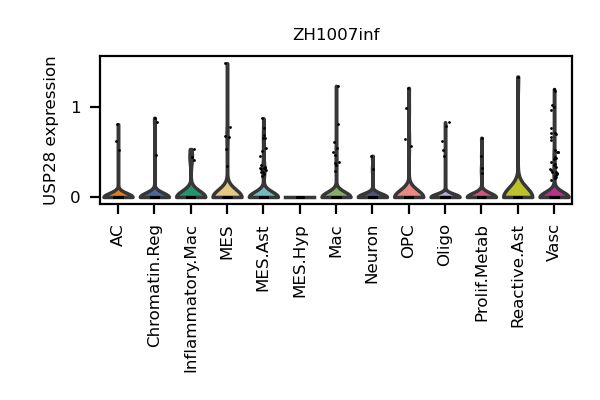 ZH1007inf
USP28 expression
1
0
AC
Chromatin.Reg
Inflammatory.Mac
MES
MES.Ast
MES.Hyp
Mac
Neuron
OPC
Oligo
Prolif.Metab
Reactive.Ast
Vasc